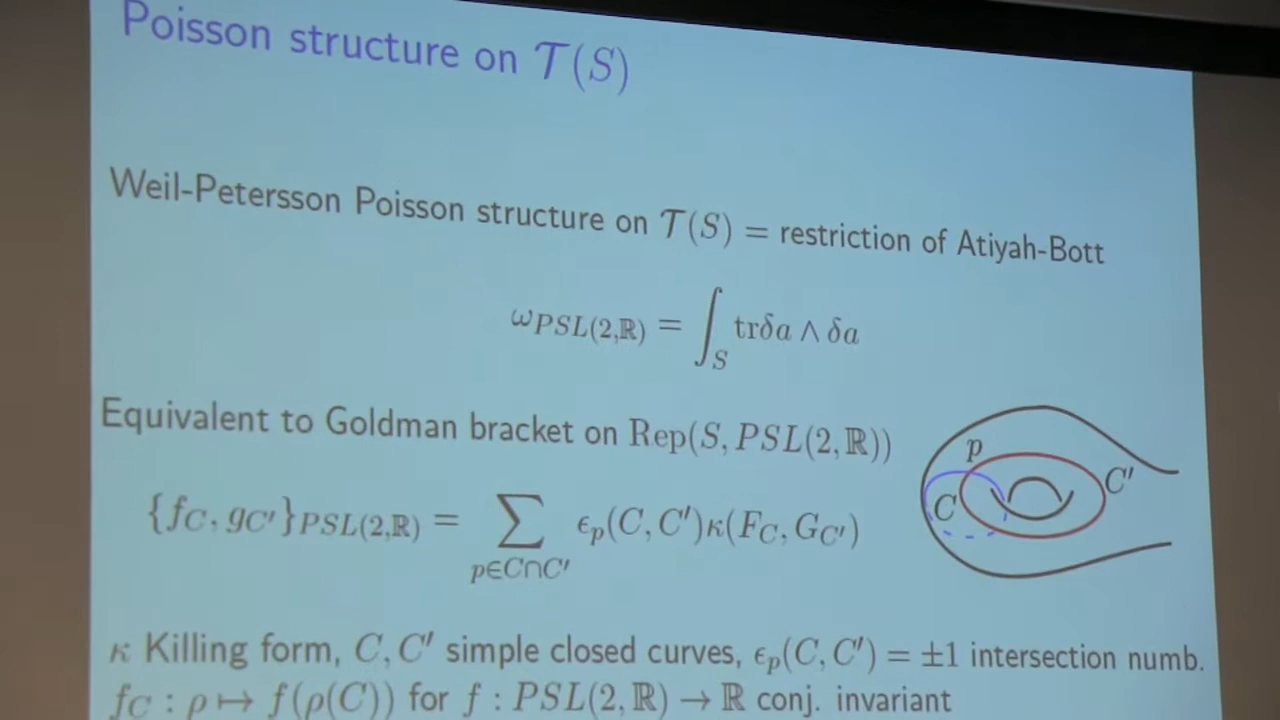 Poisson structure on 𝒯(S)
Weil-Petersson Poisson structure on 𝒯(S) = restriction of Atiyah-Bott
ω_{PSL(2,ℝ)} = ∫_S trδa ∧ δa
Equivalent to Goldman bracket on Rep(S, PSL(2,ℝ))
{f_C, g_{C′}}_{PSL(2,ℝ)} = ∑_{p∈C∩C′} ϵ_p(C, C′)κ(F_C, G_{C′})
p
C
C′
κ Killing form, C, C′ simple closed curves, ϵ_p(C, C′) = ±1 intersection numb.
f_C : ρ ↦ f(ρ(C)) for f : PSL(2,ℝ) → ℝ conj. invariant